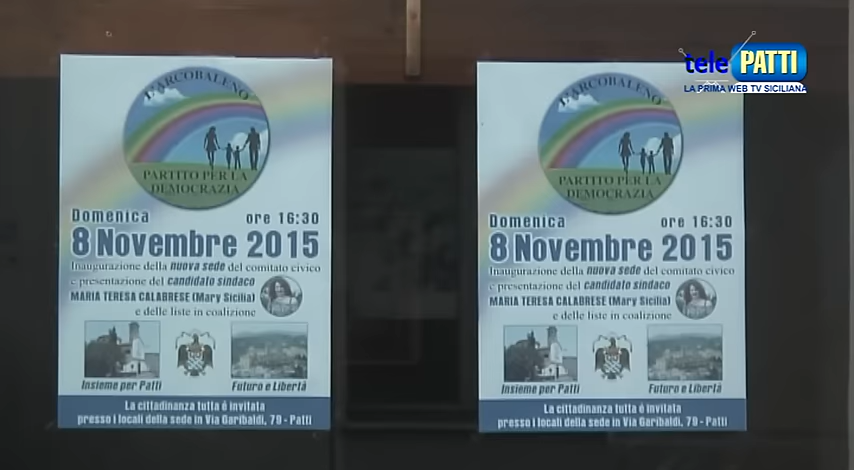 tele PATTI
LA PRIMA WEB TV SICILIANA
L'ARCOBALENO
PARTITO PER LA
DEMOCRAZIA
Domenica ore 16:30
8 Novembre 2015
Inaugurazione della nuova sede del comitato civico
e presentazione del candidato sindaco
MARIA TERESA CALABRESE (Mary Sicilia)
e delle liste in coalizione
Insieme per Patti
Futuro e Libertá
La cittadinanza tutta é invitata
presso i locali della sede in Via Garibaldi, 79 - Patti
L'ARCOBALENO
PARTITO PER LA
DEMOCRAZIA
Domenica ore 16:30
8 Novembre 2015
Inaugurazione della nuova sede del comitato civico
e presentazione del candidato sindaco
MARIA TERESA CALABRESE (Mary Sicilia)
e delle liste in coalizione
Insieme per Patti
Futuro e Libertá
La cittadinanza tutta é invitata
presso i locali della sede in Via Garibaldi, 79 - Patti